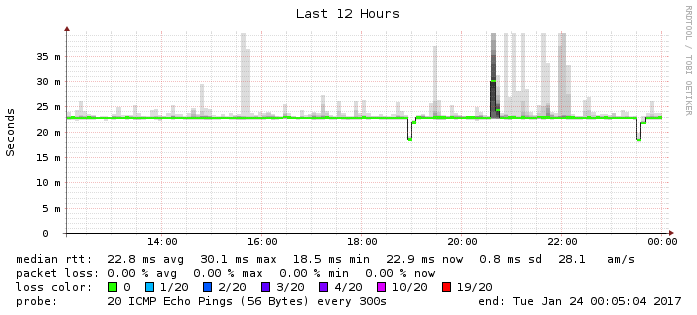 Last 12 Hours
RRDTOOL / TOBI OETIKER
Seconds
35 m
30 m
25 m
20 m
15 m
10 m
5 m
0
14:00 16:00 18:00 20:00 22:00 00:00
median rtt: 22.8 ms avg 30.1 ms max 18.5 ms min 22.9 ms now 0.8 ms sd 28.1 am/s
packet loss: 0.00 % avg 0.00 % max 0.00 % min 0.00 % now
loss color: 0 1/20 2/20 3/20 4/20 10/20 19/20
probe: 20 ICMP Echo Pings (56 Bytes) every 300s end: Tue Jan 24 00:05:04 2017